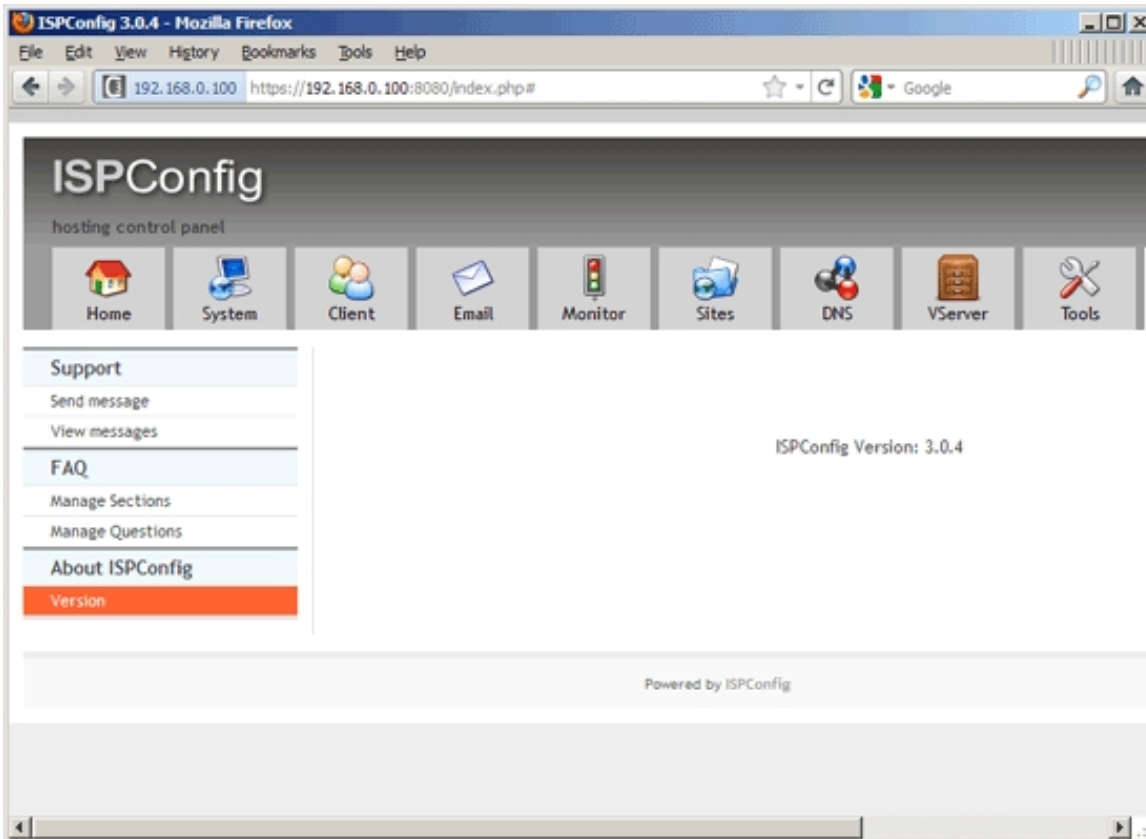 ISPConfig 3.0.4 - Mozilla Firefox
File Edit View History Bookmarks Tools Help
192.168.0.100 https://192.168.0.100:8080/index.php# Google
ISPConfig
hosting control panel
Home System Client Email Monitor Sites DNS VServer Tools
Support
Send message
View messages
ISPConfig Version: 3.0.4
FAQ
Manage Sections
Manage Questions
About ISPConfig
Version
Powered by ISPConfig